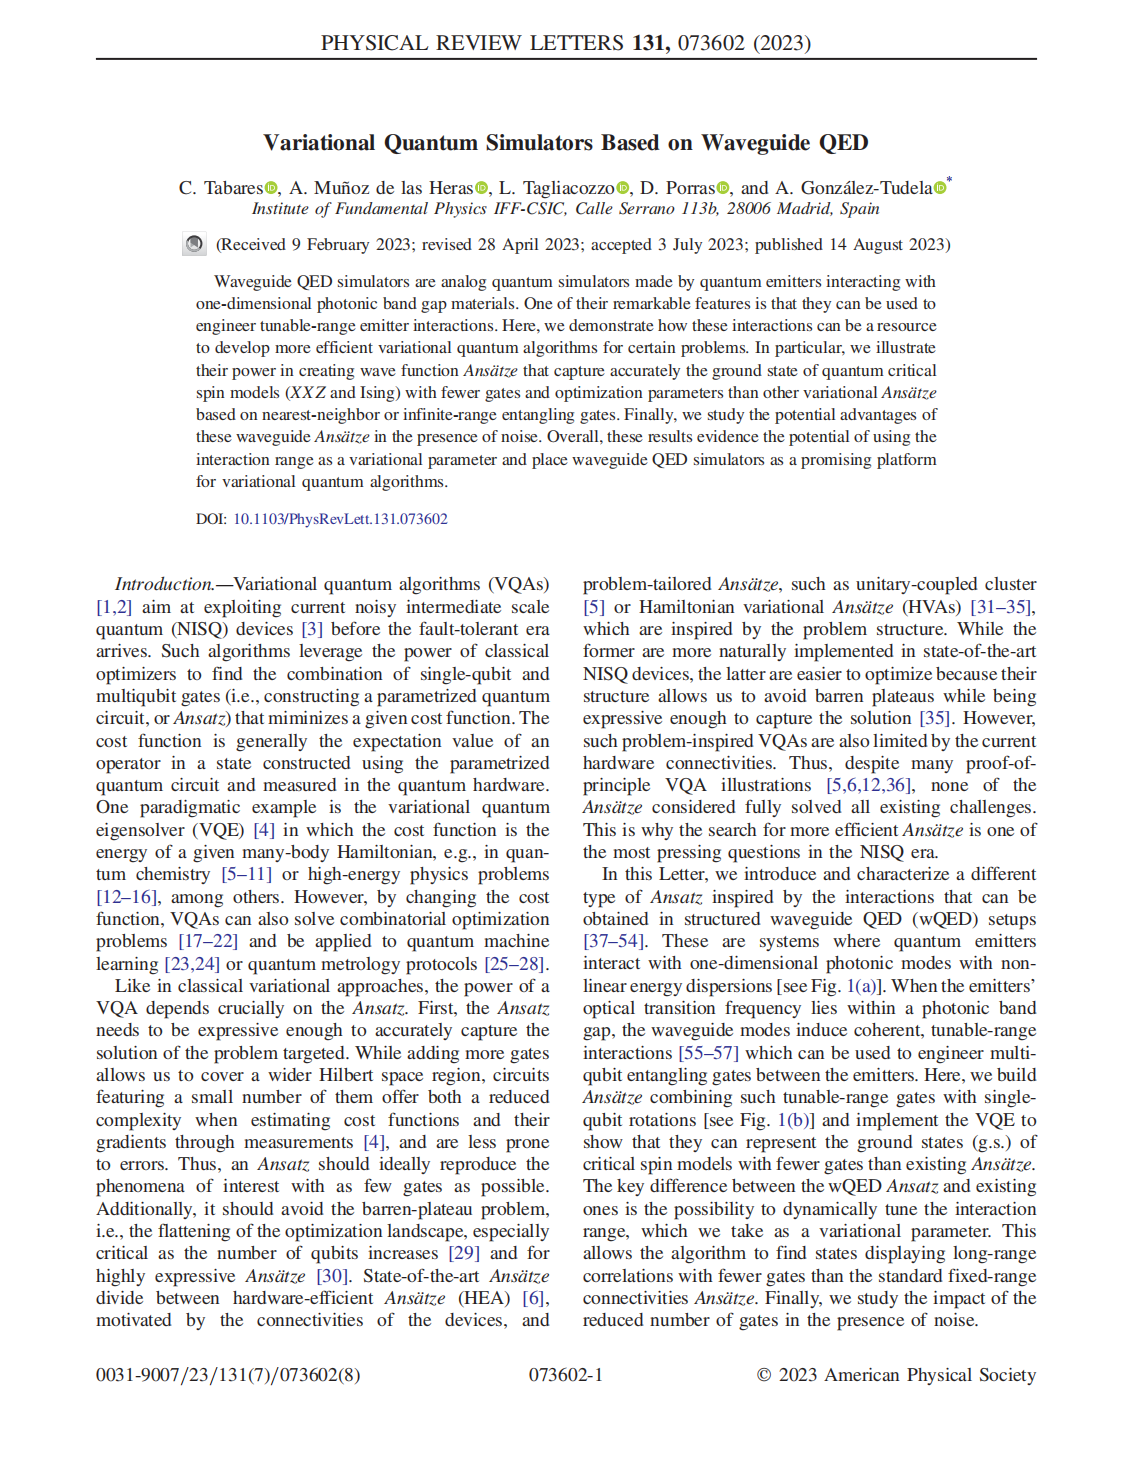 PHYSICAL REVIEW LETTERS 131, 073602 (2023)
Variational Quantum Simulators Based on Waveguide QED
C. Tabares, A. Muñoz de las Heras, L. Tagliacozzo, D. Porras, and A. González-Tudela*
Institute of Fundamental Physics IFF-CSIC, Calle Serrano 113b, 28006 Madrid, Spain
(Received 9 February 2023; revised 28 April 2023; accepted 3 July 2023; published 14 August 2023)
Waveguide QED simulators are analog quantum simulators made by quantum emitters interacting with
one-dimensional photonic band gap materials. One of their remarkable features is that they can be used to
engineer tunable-range emitter interactions. Here, we demonstrate how these interactions can be a resource
to develop more efficient variational quantum algorithms for certain problems. In particular, we illustrate
their power in creating wave function Ansätze that capture accurately the ground state of quantum critical
spin models (XXZ and Ising) with fewer gates and optimization parameters than other variational Ansätze
based on nearest-neighbor or infinite-range entangling gates. Finally, we study the potential advantages of
these waveguide Ansätze in the presence of noise. Overall, these results evidence the potential of using the
interaction range as a variational parameter and place waveguide QED simulators as a promising platform
for variational quantum algorithms.
DOI: 10.1103/PhysRevLett.131.073602
Introduction.—Variational quantum algorithms (VQAs)
[1,2] aim at exploiting current noisy intermediate scale
quantum (NISQ) devices [3] before the fault-tolerant era
arrives. Such algorithms leverage the power of classical
optimizers to find the combination of single-qubit and
multiqubit gates (i.e., constructing a parametrized quantum
circuit, or Ansatz) that miminizes a given cost function. The
cost function is generally the expectation value of an
operator in a state constructed using the parametrized
quantum circuit and measured in the quantum hardware.
One paradigmatic example is the variational quantum
eigensolver (VQE) [4] in which the cost function is the
energy of a given many-body Hamiltonian, e.g., in quan-
tum chemistry [5–11] or high-energy physics problems
[12–16], among others. However, by changing the cost
function, VQAs can also solve combinatorial optimization
problems [17–22] and be applied to quantum machine
learning [23,24] or quantum metrology protocols [25–28].
Like in classical variational approaches, the power of a
VQA depends crucially on the Ansatz. First, the Ansatz
needs to be expressive enough to accurately capture the
solution of the problem targeted. While adding more gates
allows us to cover a wider Hilbert space region, circuits
featuring a small number of them offer both a reduced
complexity when estimating cost functions and their
gradients through measurements [4], and are less prone
to errors. Thus, an Ansatz should ideally reproduce the
phenomena of interest with as few gates as possible.
Additionally, it should avoid the barren-plateau problem,
i.e., the flattening of the optimization landscape, especially
critical as the number of qubits increases [29] and for
highly expressive Ansätze [30]. State-of-the-art Ansätze
divide between hardware-efficient Ansätze (HEA) [6],
motivated by the connectivities of the devices, and
problem-tailored Ansätze, such as unitary-coupled cluster
[5] or Hamiltonian variational Ansätze (HVAs) [31–35],
which are inspired by the problem structure. While the
former are more naturally implemented in state-of-the-art
NISQ devices, the latter are easier to optimize because their
structure allows us to avoid barren plateaus while being
expressive enough to capture the solution [35]. However,
such problem-inspired VQAs are also limited by the current
hardware connectivities. Thus, despite many proof-of-
principle VQA illustrations [5,6,12,36], none of the
Ansätze considered fully solved all existing challenges.
This is why the search for more efficient Ansätze is one of
the most pressing questions in the NISQ era.
In this Letter, we introduce and characterize a different
type of Ansatz inspired by the interactions that can be
obtained in structured waveguide QED (wQED) setups
[37–54]. These are systems where quantum emitters
interact with one-dimensional photonic modes with non-
linear energy dispersions [see Fig. 1(a)]. When the emitters'
optical transition frequency lies within a photonic band
gap, the waveguide modes induce coherent, tunable-range
interactions [55–57] which can be used to engineer multi-
qubit entangling gates between the emitters. Here, we build
Ansätze combining such tunable-range gates with single-
qubit rotations [see Fig. 1(b)] and implement the VQE to
show that they can represent the ground states (g.s.) of
critical spin models with fewer gates than existing Ansätze.
The key difference between the wQED Ansatz and existing
ones is the possibility to dynamically tune the interaction
range, which we take as a variational parameter. This
allows the algorithm to find states displaying long-range
correlations with fewer gates than the standard fixed-range
connectivities Ansätze. Finally, we study the impact of the
reduced number of gates in the presence of noise.
0031-9007/23/131(7)/073602(8)
073602-1
© 2023 American Physical Society